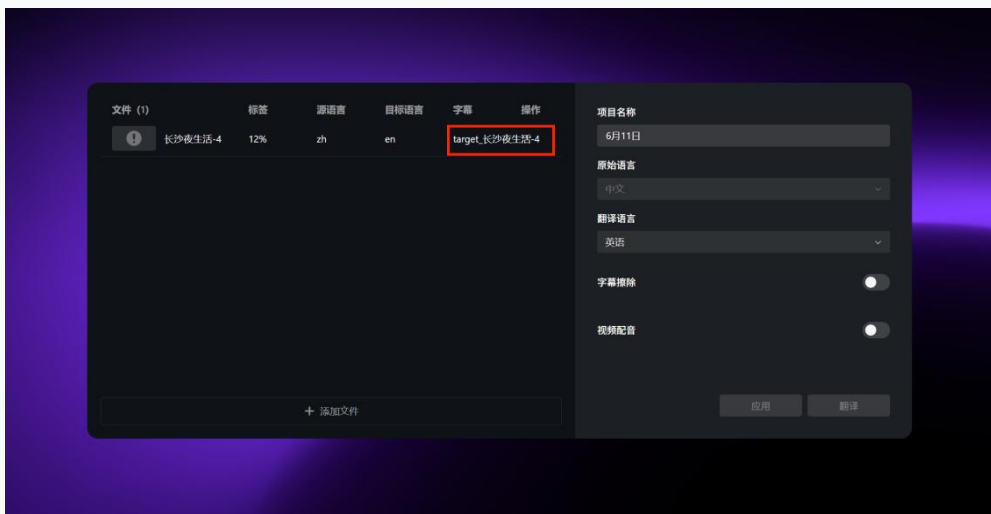 文件 (1) 标签 源语言 目标语言 字幕 操作
长沙夜生活-4 12% zh en target_长沙夜生活-4
+ 添加文件
项目名称
6月11日
原始语言
中文
翻译语言
英语
字幕擦除
视频配音
应用 翻译